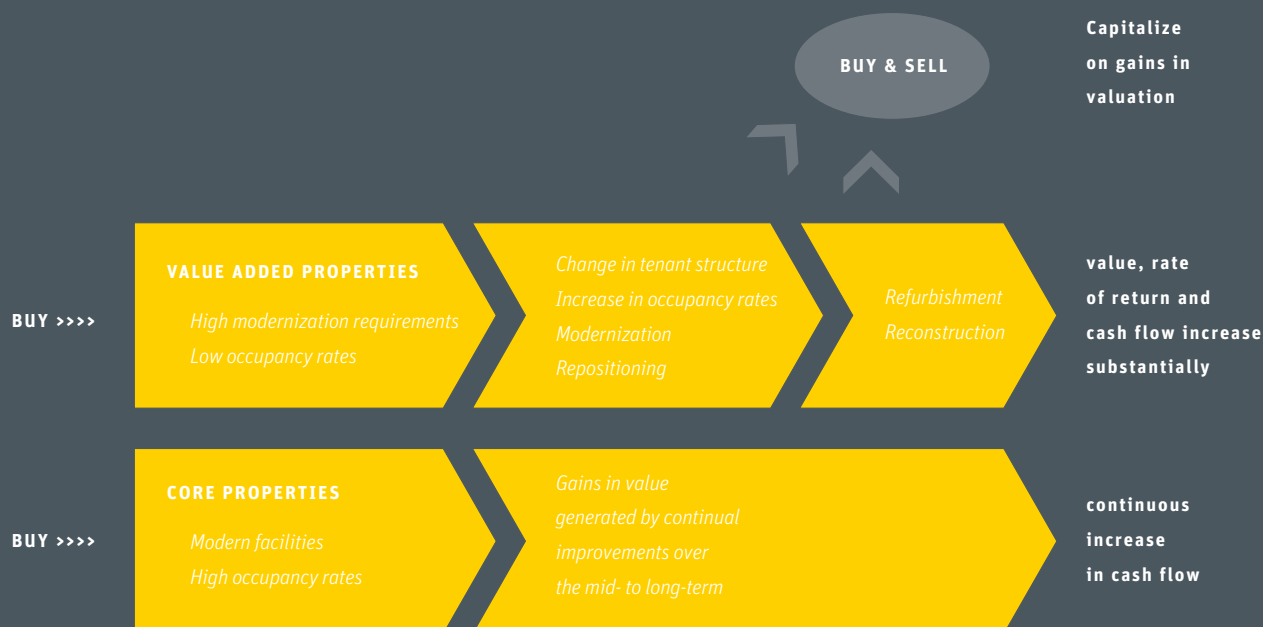 BUY & SELL
Capitalize
on gains in
valuation
BUY >>>>
VALUE ADDED PROPERTIES
High modernization requirements
Low occupancy rates
Change in tenant structure
Increase in occupancy rates
Modernization
Repositioning
Refurbishment
Reconstruction
value, rate
of return and
cash flow increase
substantially
BUY >>>>
CORE PROPERTIES
Modern facilities
High occupancy rates
Gains in value
generated by continual
improvements over
the mid- to long-term
continuous
increase
in cash flow